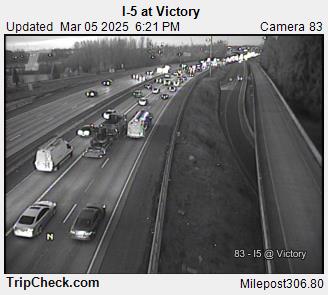 I-5 at Victory
Updated Mar 05 2025 6:21 PM Camera 83
N
83 - I5 @ Victory
TripCheck.com Milepost306.80